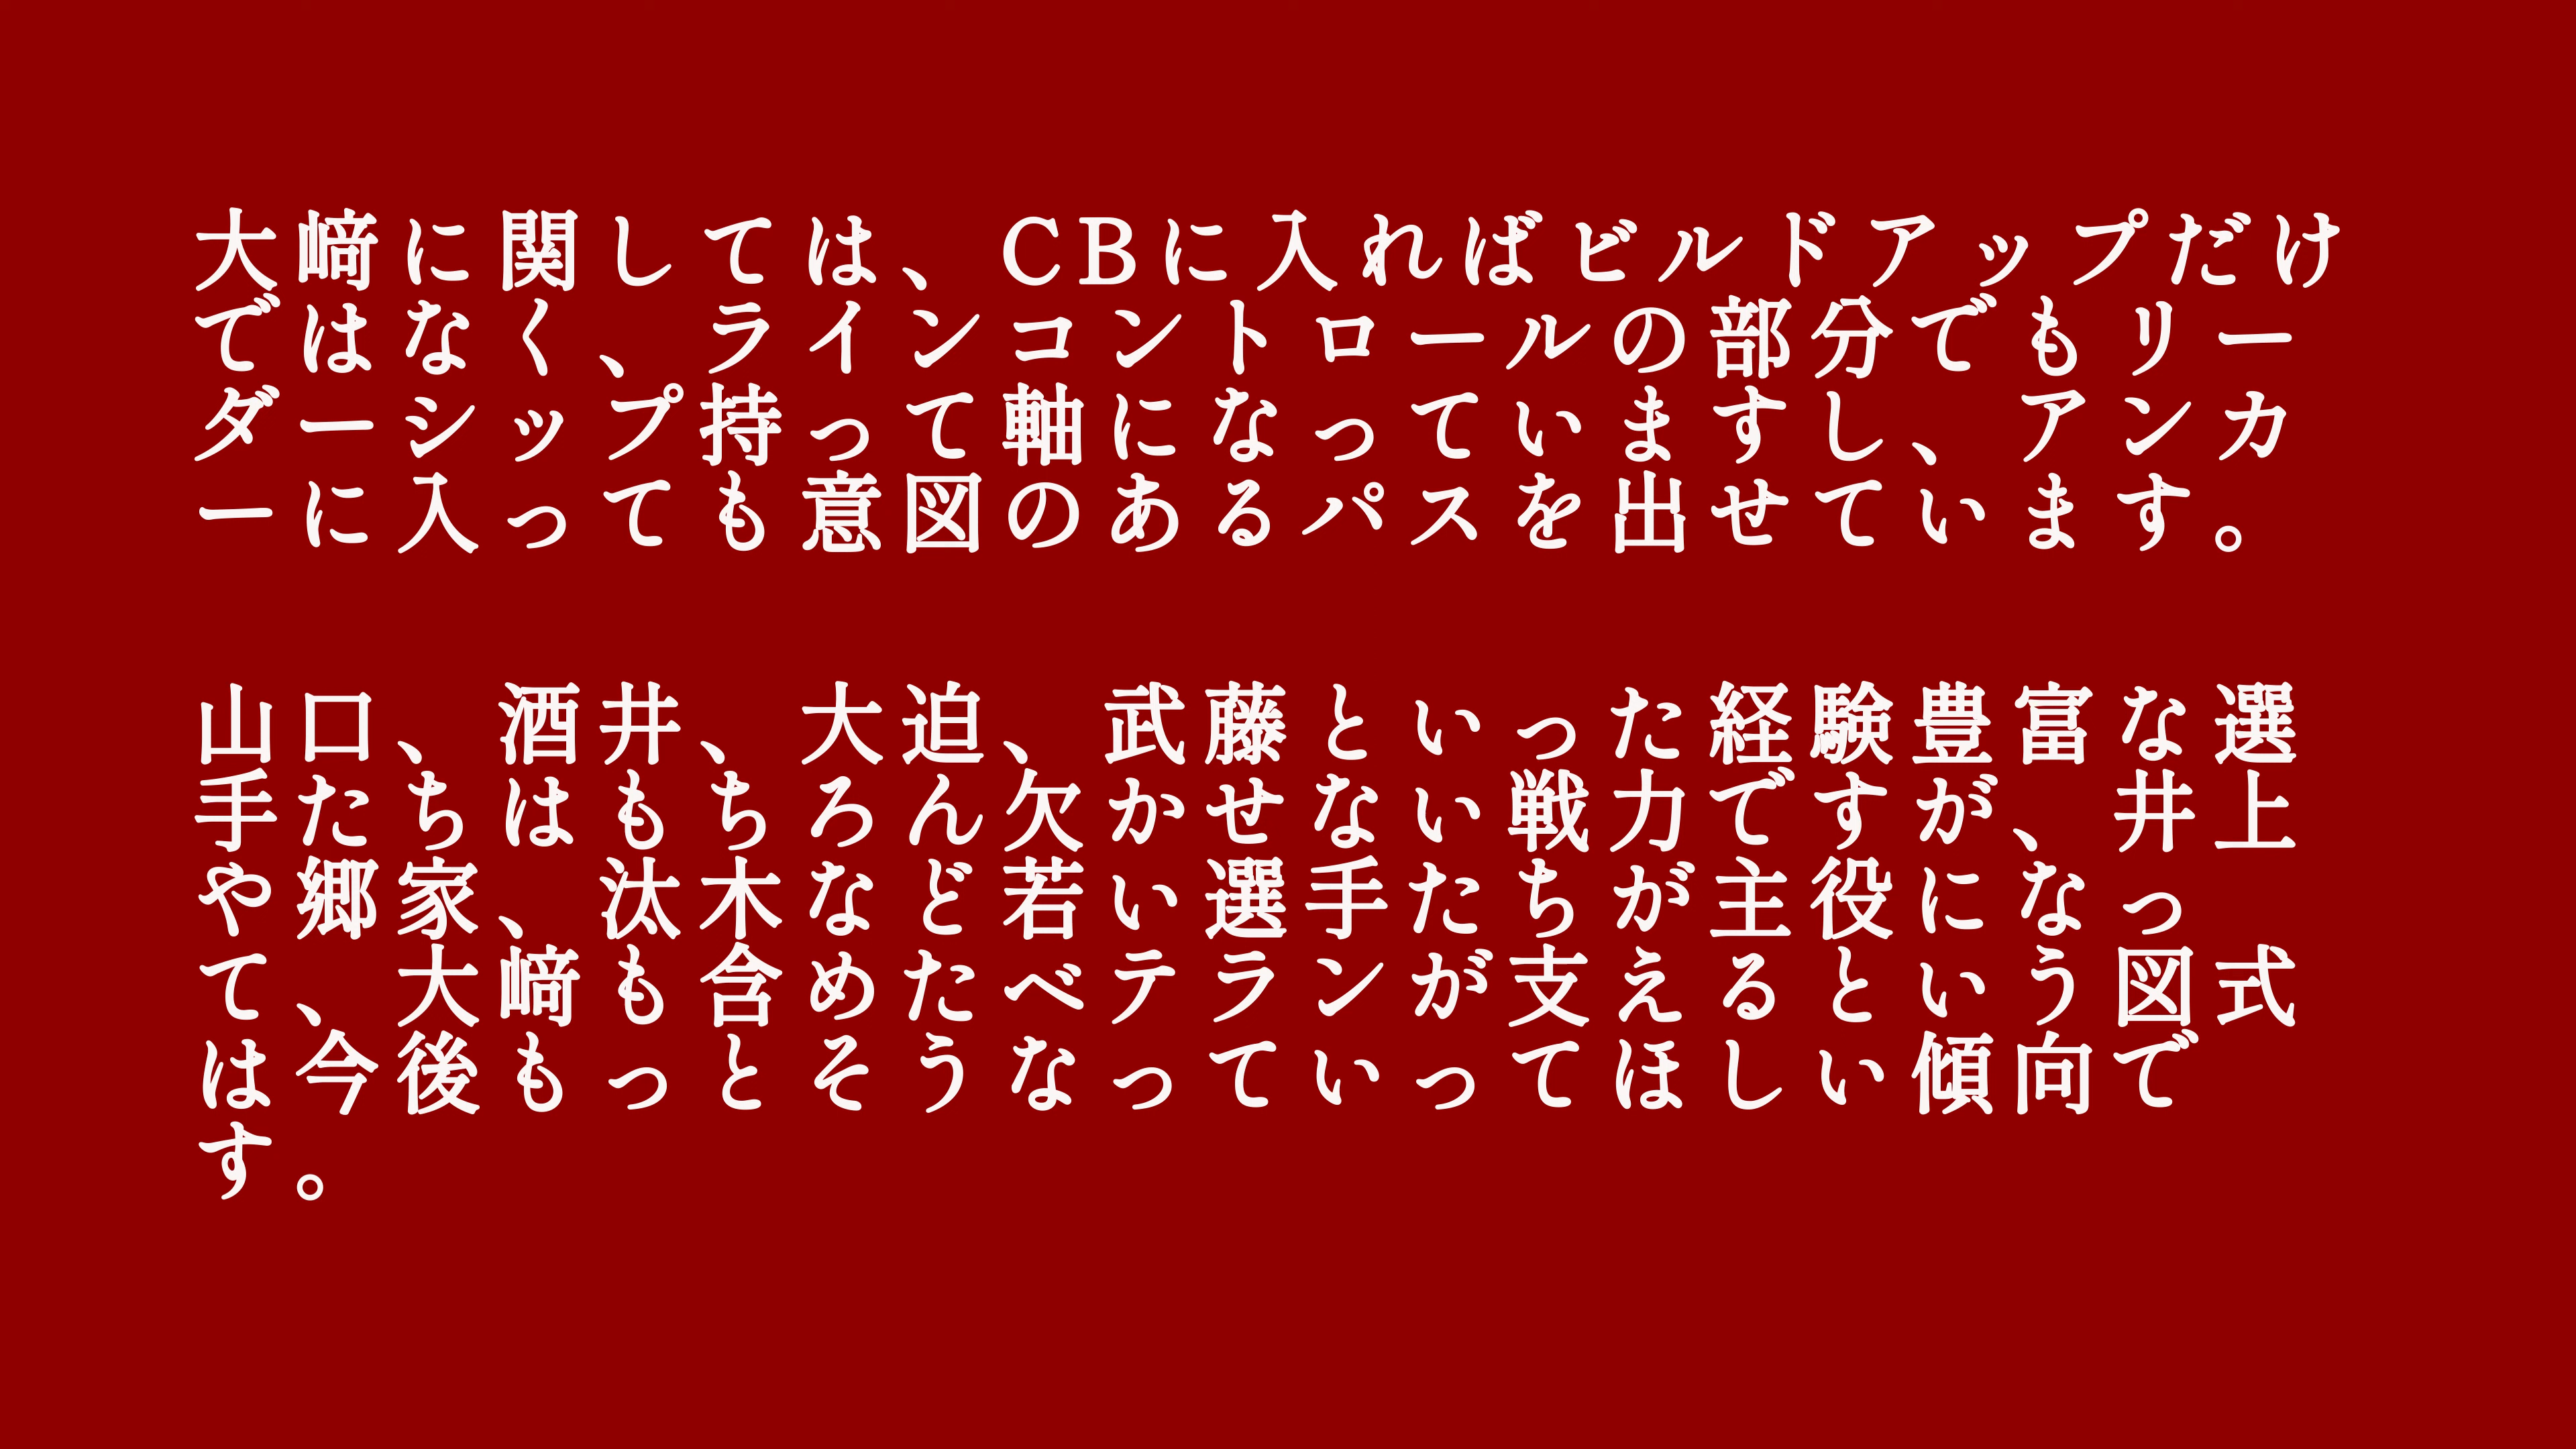 大﨑に関しては、CBに入ればビルドアップだけ
ではなく、ラインコントロールの部分でもリー
ダーシップ持って軸になっていますし、アンカ
ーに入っても意図のあるパスを出せています。
山口、酒井、大迫、武藤といった経験豊富な選
手たちはもちろん欠かせない戦力ですが、井上
や郷家、汰木など若い選手たちが主役になっ
て、大﨑も含めたベテランが支えるという図式
は今後もっとそうなっていってほしい傾向で
す。